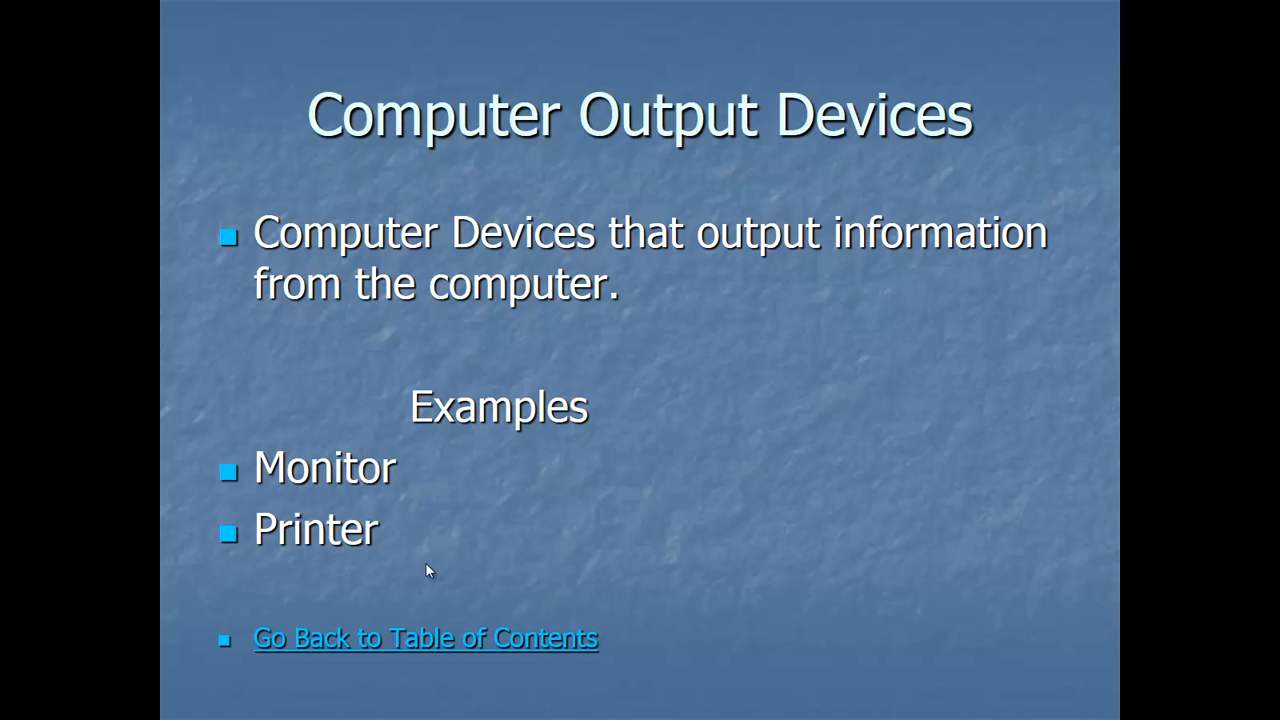 Computer Output Devices
Computer Devices that output information
from the computer.
Examples
Monitor
Printer
Go Back to Table of Contents